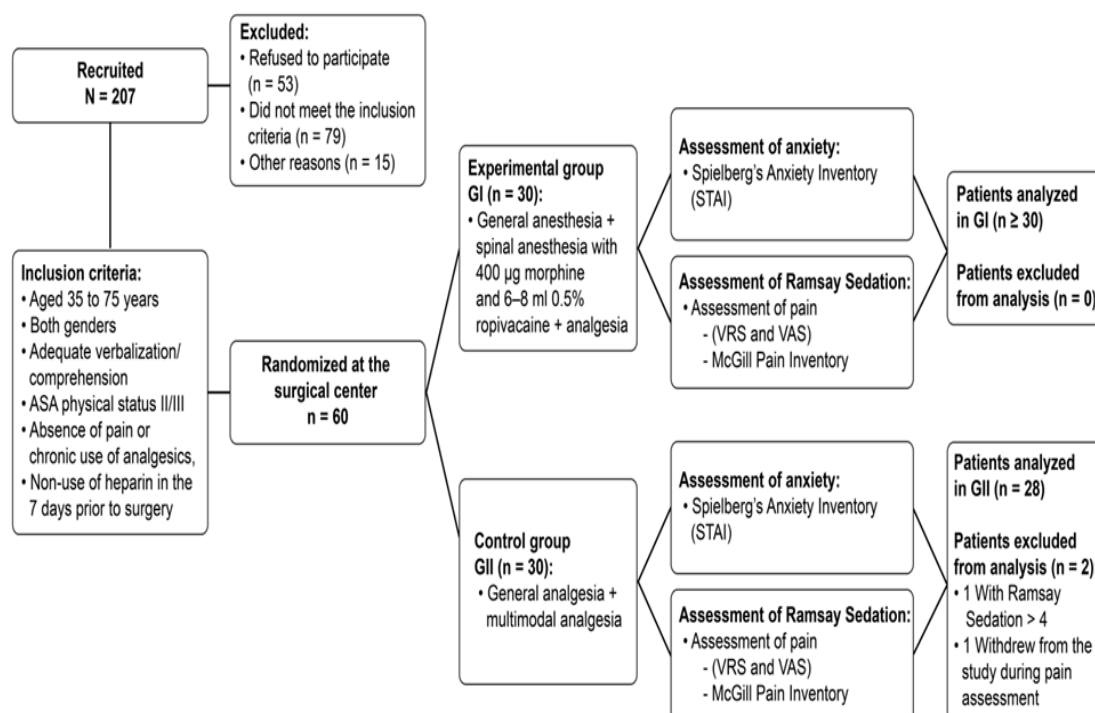 Recruited
N = 207
Excluded:
• Refused to participate
(n = 53)
• Did not meet the inclusion
criteria (n = 79)
• Other reasons (n = 15)
Inclusion criteria:
• Aged 35 to 75 years
• Both genders
• Adequate verbalization/
comprehension
• ASA physical status II/III
• Absence of pain or
chronic use of analgesics,
• Non-use of heparin in the
7 days prior to surgery
Randomized at the
surgical center
n = 60
Experimental group
GI (n = 30):
• General anesthesia +
spinal anesthesia with
400 µg morphine
and 6–8 ml 0.5%
ropivacaine + analgesia
Assessment of anxiety:
• Spielberg's Anxiety Inventory
(STAI)
Assessment of Ramsay Sedation:
• Assessment of pain
- (VRS and VAS)
- McGill Pain Inventory
Patients analyzed
in GI (n ≥ 30)
Patients excluded
from analysis (n = 0)
Control group
GII (n = 30):
• General analgesia +
multimodal analgesia
Assessment of anxiety:
• Spielberg's Anxiety Inventory
(STAI)
Assessment of Ramsay Sedation:
• Assessment of pain
- (VRS and VAS)
- McGill Pain Inventory
Patients analyzed
in GII (n = 28)
Patients excluded
from analysis (n = 2)
• 1 With Ramsay
Sedation > 4
• 1 Withdrew from the
study during pain
assessment